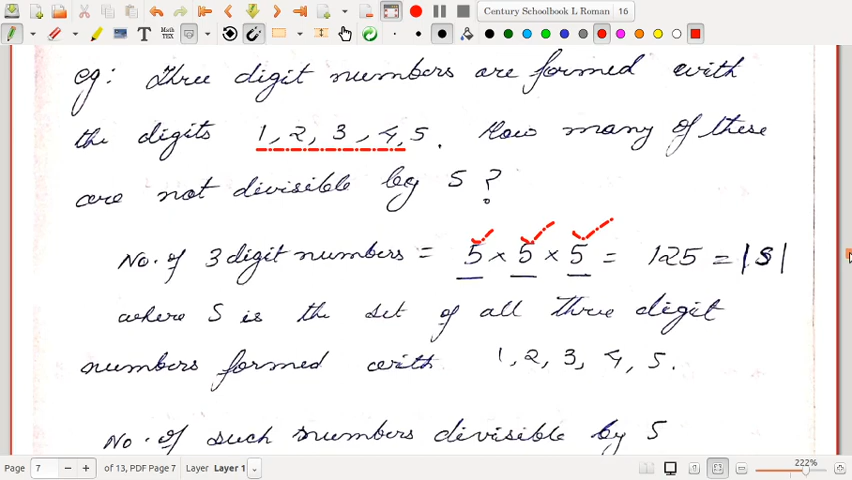 Century Schoolbook L Roman 16
T Math TEX
eg: Three digit numbers are formed with
the digits 1, 2, 3, 4, 5. How many of these
are not divisible by 5?
No. of 3 digit numbers = 5 × 5 × 5 = 125 = |S|
where S is the set of all three digit
numbers formed with 1, 2, 3, 4, 5.
No. of such numbers divisible by 5
Page 7 of 13, PDF Page 7 Layer Layer 1 222%